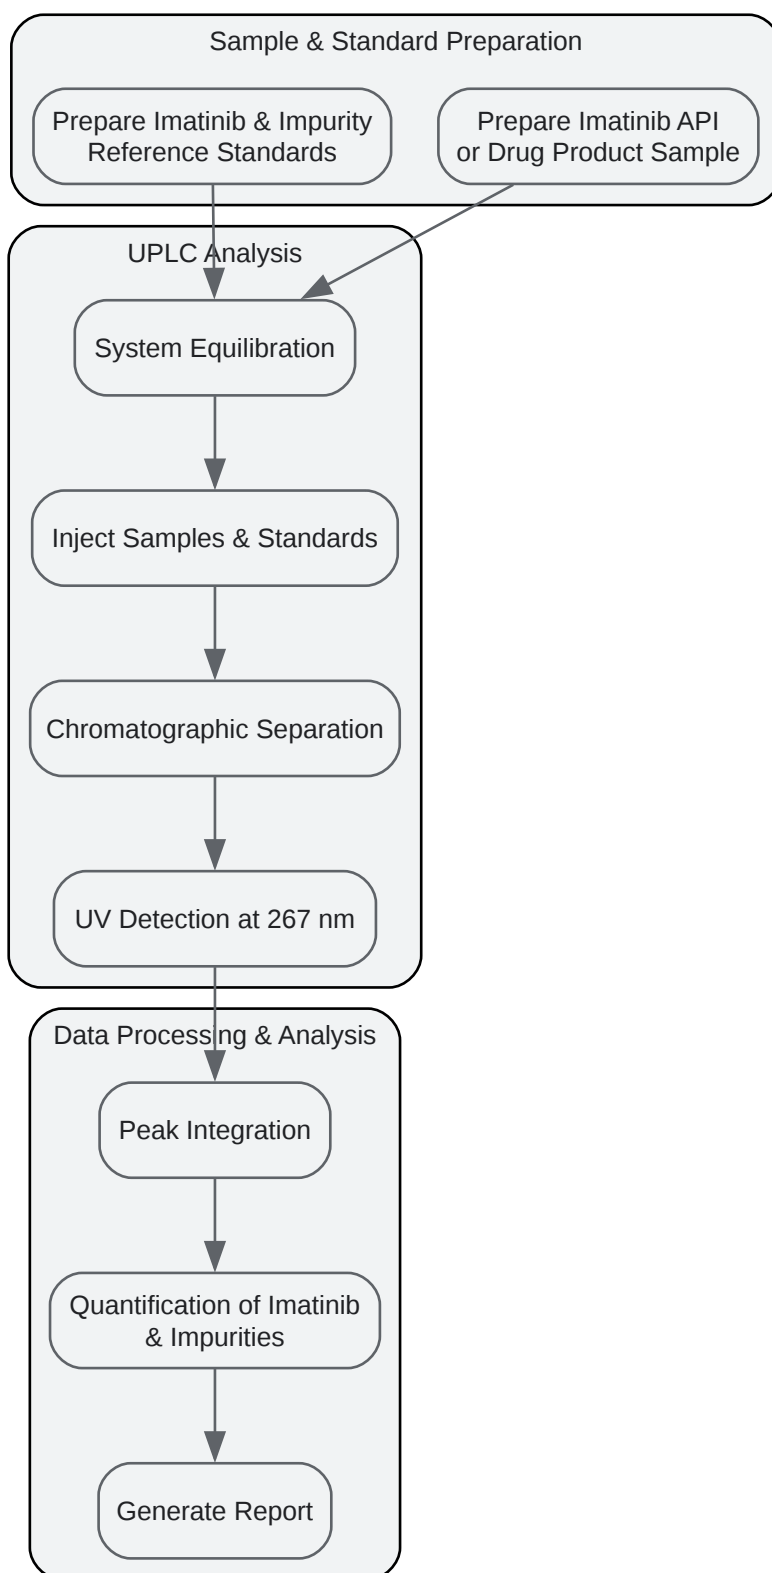 Sample & Standard Preparation
Prepare Imatinib & Impurity
Reference Standards
Prepare Imatinib API
or Drug Product Sample
UPLC Analysis
System Equilibration
Inject Samples & Standards
Chromatographic Separation
UV Detection at 267 nm
Data Processing & Analysis
Peak Integration
Quantification of Imatinib
& Impurities
Generate Report